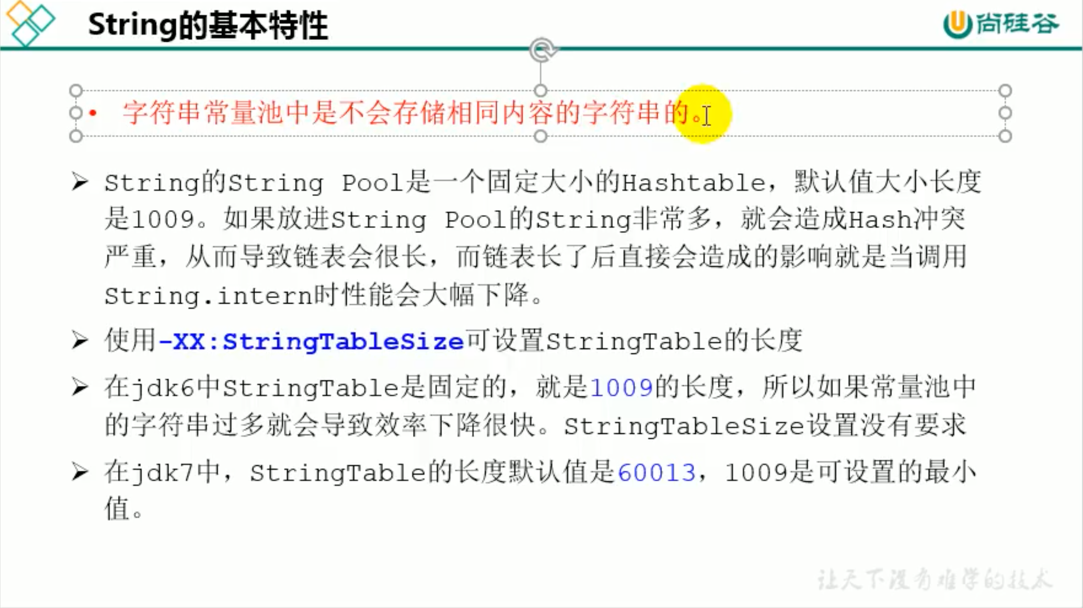 String的基本特性
尚硅谷
• 字符串常量池中是不会存储相同内容的字符串的。
➢ String的String Pool是一个固定大小的Hashtable，默认值大小长度
是1009。如果放进String Pool的String非常多，就会造成Hash冲突
严重，从而导致链表会很长，而链表长了后直接会造成的影响就是当调用
String.intern时性能会大幅下降。
➢ 使用-XX:StringTableSize可设置StringTable的长度
➢ 在jdk6中StringTable是固定的，就是1009的长度，所以如果常量池中
的字符串过多就会导致效率下降很快。StringTableSize设置没有要求
➢ 在jdk7中，StringTable的长度默认值是60013，1009是可设置的最小
值。
让天下没有难学的技术